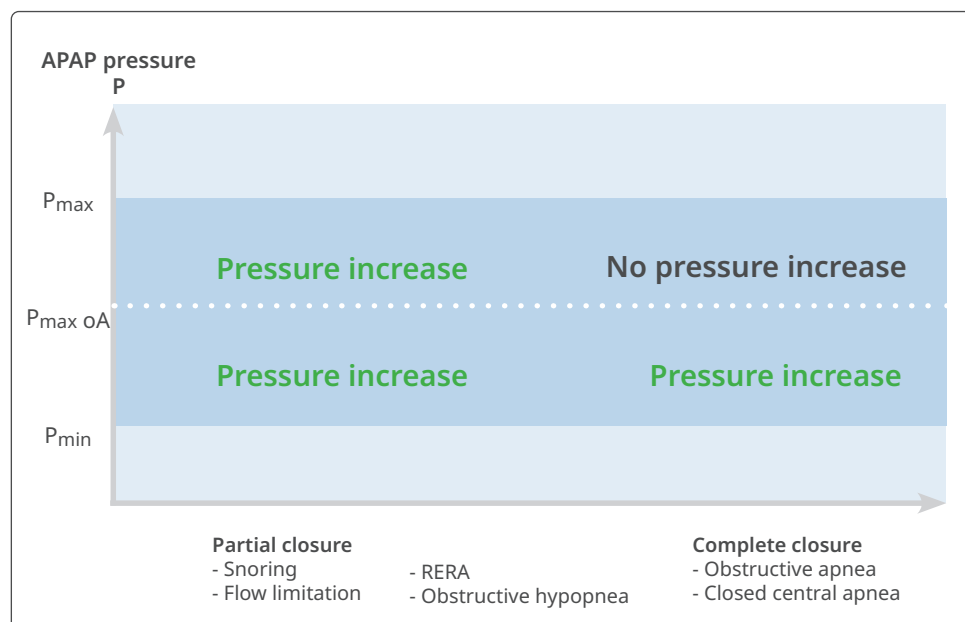 APAP pressure
P
Pmax
Pressure increase
No pressure increase
Pmax oA
Pressure increase
Pressure increase
Pmin
Partial closure
- Snoring
- Flow limitation
- RERA
- Obstructive hypopnea
Complete closure
- Obstructive apnea
- Closed central apnea